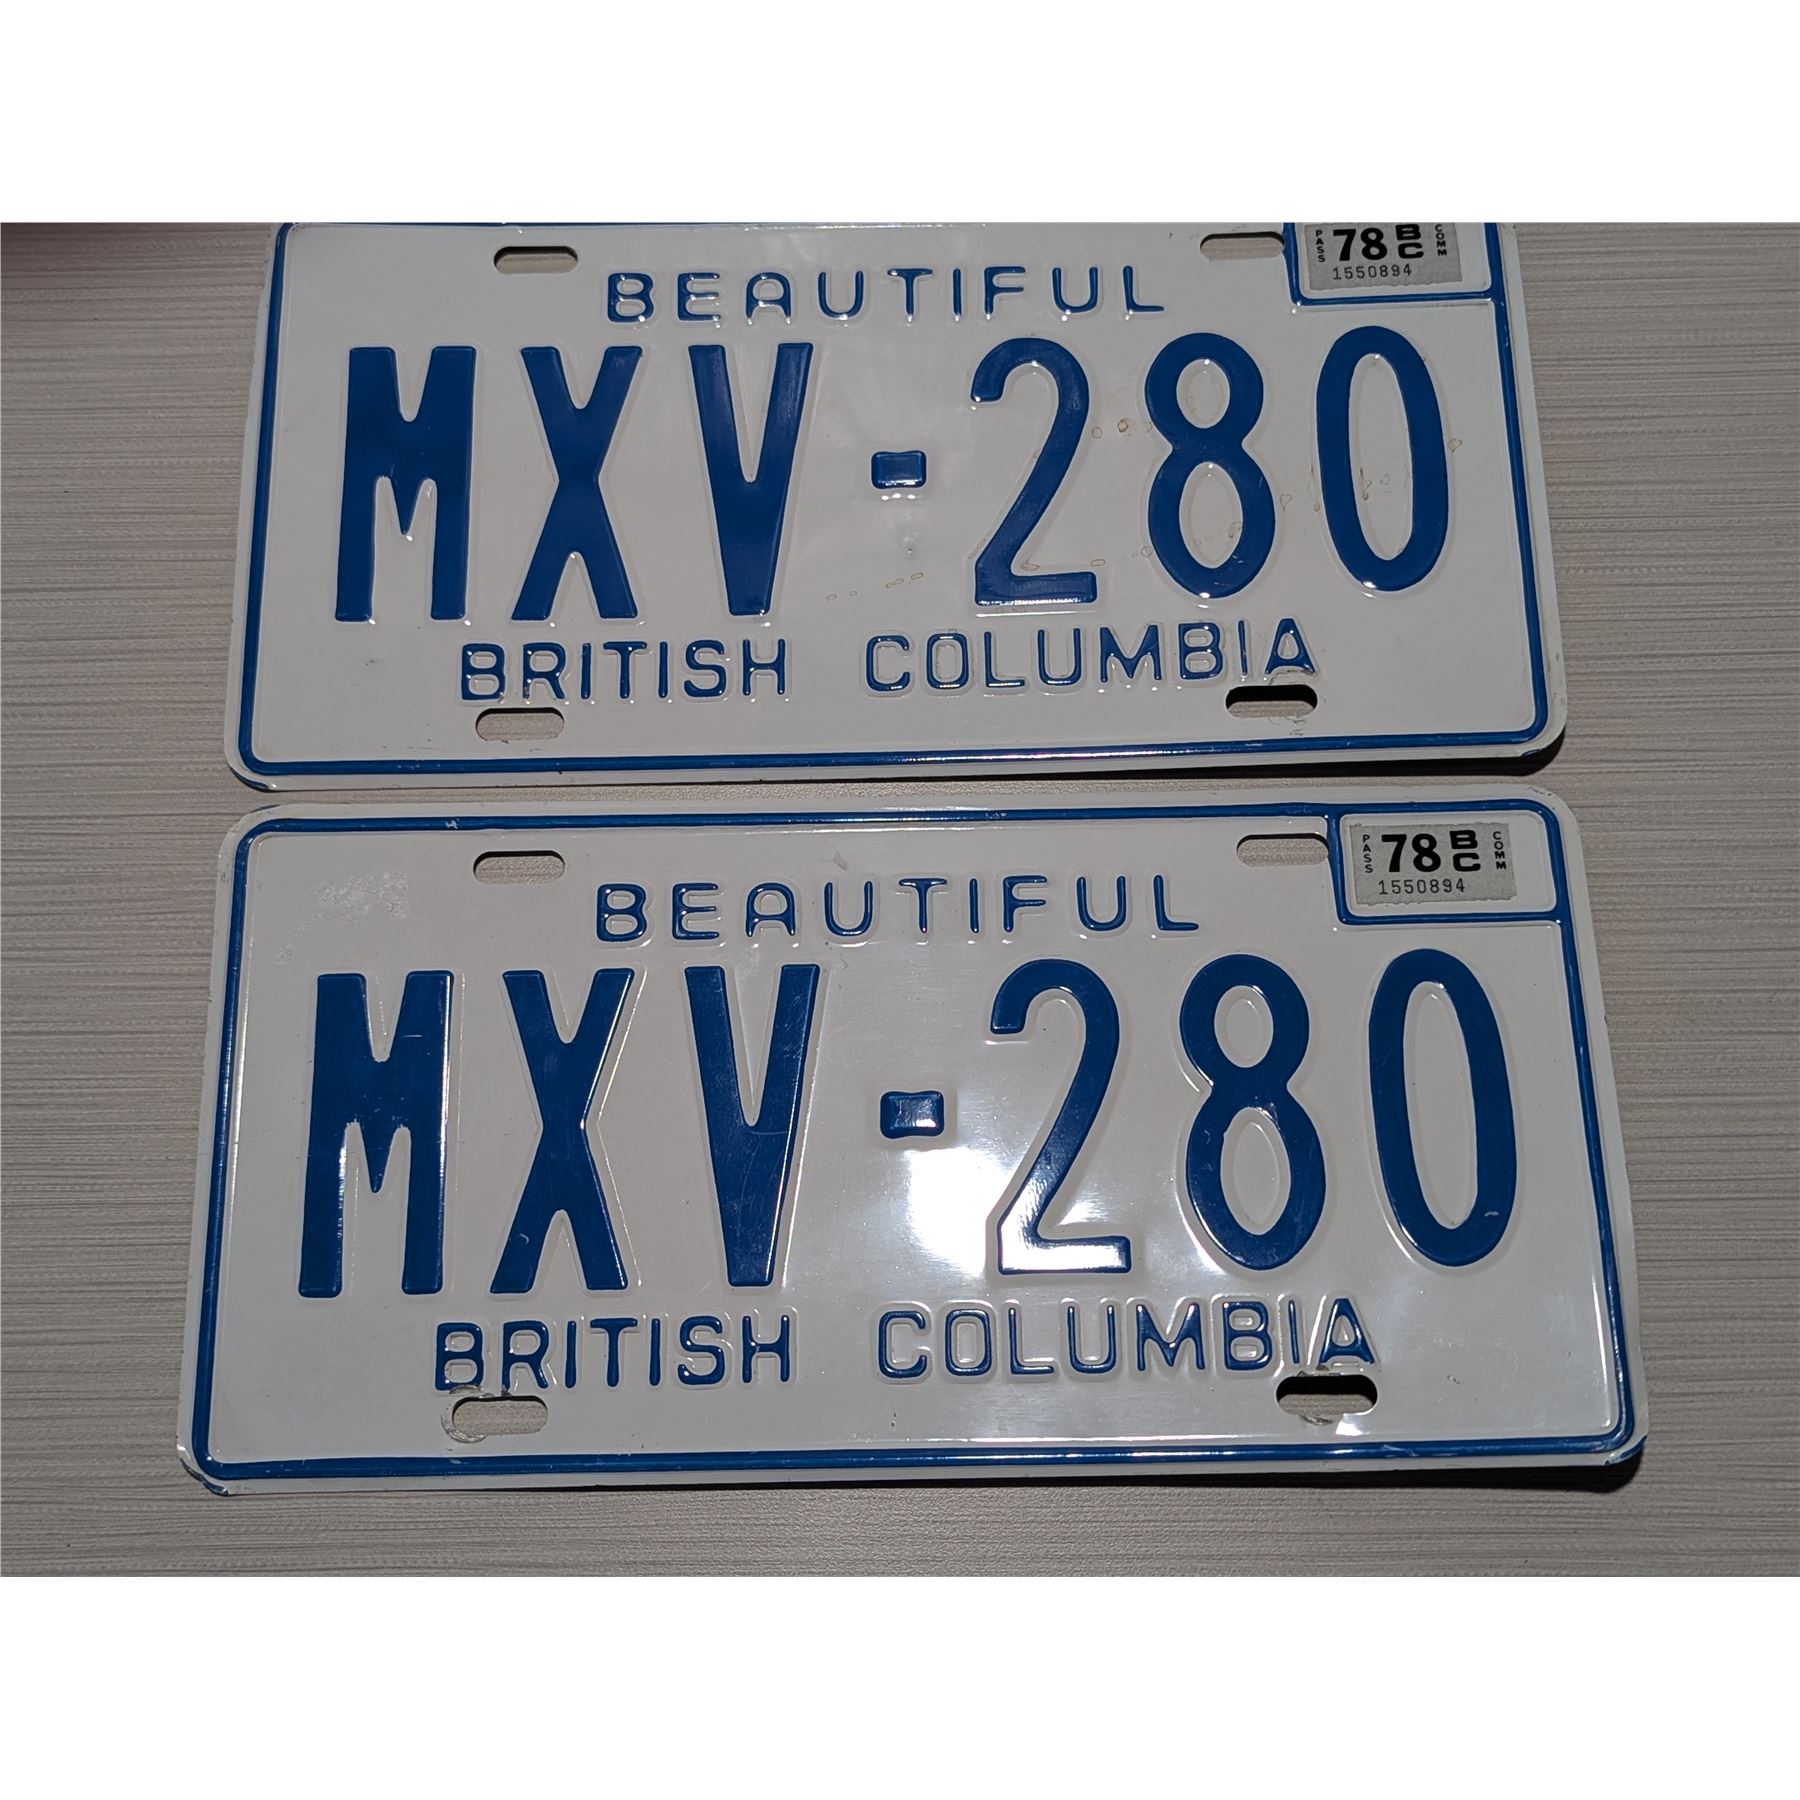 PASS 78 BC COMM
1550894
BEAUTIFUL
MXV-280
BRITISH COLUMBIA
PASS 78 BC COMM
1550894
BEAUTIFUL
MXV-280
BRITISH COLUMBIA